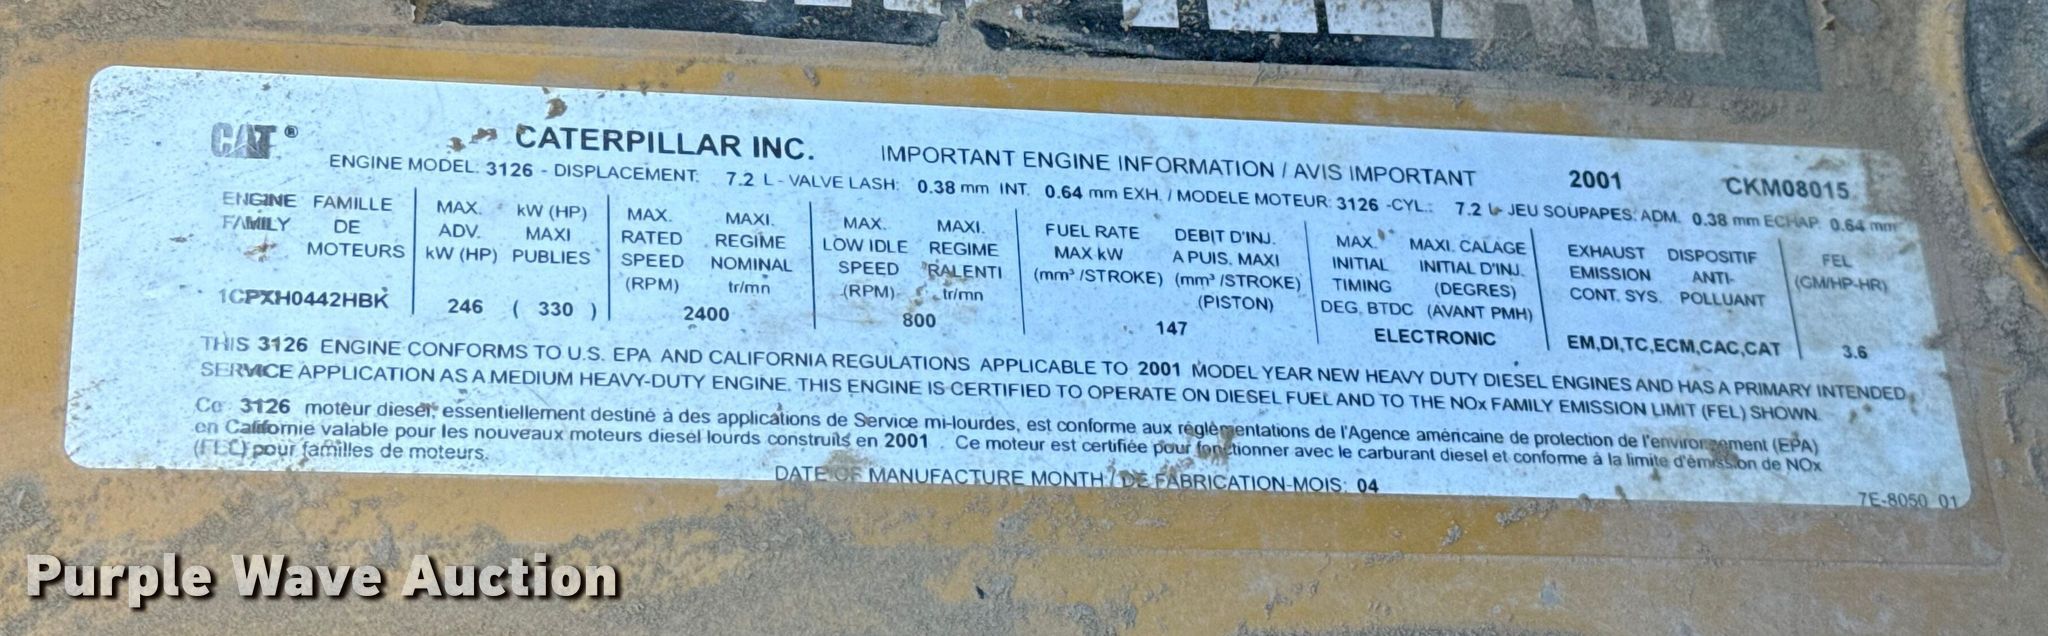 CAT ® CATERPILLAR INC. IMPORTANT ENGINE INFORMATION / AVIS IMPORTANT 2001 CKM08015
ENGINE MODEL: 3126 - DISPLACEMENT: 7.2 L - VALVE LASH: 0.38 mm INT. 0.64 mm EXH. / MODELE MOTEUR: 3126 -CYL.: 7.2 L- JEU SOUPAPES: ADM. 0.38 mm ECHAP. 0.64 mm
ENGINE FAMILY
FAMILLE DE MOTEURS
1CPXH0442HBK
MAX. ADV. kW (HP)
kW (HP) MAXI PUBLIES
246 ( 330 )
MAX. RATED SPEED (RPM)
MAXI. REGIME NOMINAL tr/mn
2400
MAX. LOW IDLE SPEED (RPM)
MAXI. REGIME RALENTI tr/mn
800
FUEL RATE MAX kW (mm³ /STROKE)
DEBIT D'INJ. A PUIS. MAXI (mm³ /STROKE) (PISTON)
147
MAX. INITIAL TIMING DEG. BTDC
MAXI. CALAGE INITIAL D'INJ. (DEGRES) (AVANT PMH)
ELECTRONIC
EXHAUST EMISSION CONT. SYS.
DISPOSITIF ANTI- POLLUANT
EM,DI,TC,ECM,CAC,CAT
FEL (GM/HP-HR)
3.6
THIS 3126 ENGINE CONFORMS TO U.S. EPA AND CALIFORNIA REGULATIONS APPLICABLE TO 2001 MODEL YEAR NEW HEAVY DUTY DIESEL ENGINES AND HAS A PRIMARY INTENDED
SERVICE APPLICATION AS A MEDIUM HEAVY-DUTY ENGINE. THIS ENGINE IS CERTIFIED TO OPERATE ON DIESEL FUEL AND TO THE NOx FAMILY EMISSION LIMIT (FEL) SHOWN.
Ce 3126 moteur diesel, essentiellement destiné à des applications de Service mi-lourdes, est conforme aux réglementations de l'Agence américaine de protection de l'environnement (EPA)
en Californie valable pour les nouveaux moteurs diesel lourds construits en 2001 . Ce moteur est certifiée pour fonctionner avec le carburant diesel et conforme à la limite d'émission de NOx
(FEL) pour familles de moteurs.
DATE OF MANUFACTURE MONTH / DE FABRICATION-MOIS: 04
7E-8050 01
Purple Wave Auction